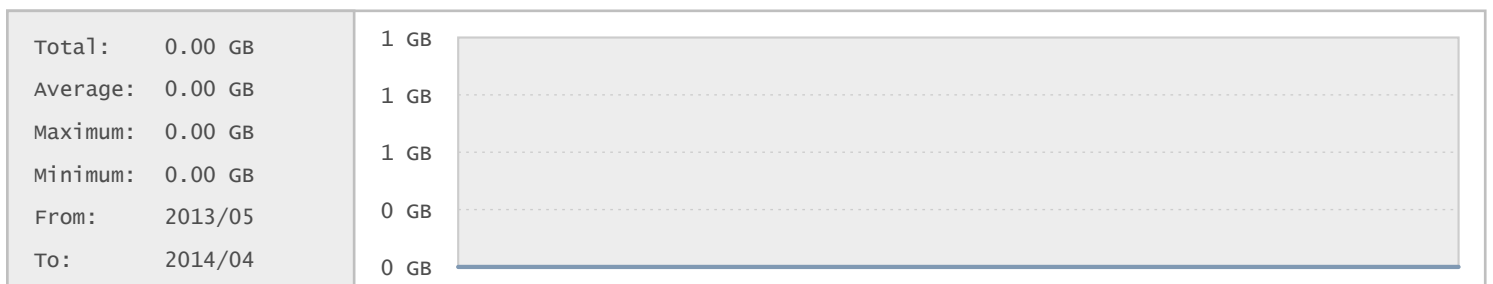 Total: 0.00 GB
Average: 0.00 GB
Maximum: 0.00 GB
Minimum: 0.00 GB
From: 2013/05
To: 2014/04
1 GB
1 GB
1 GB
0 GB
0 GB